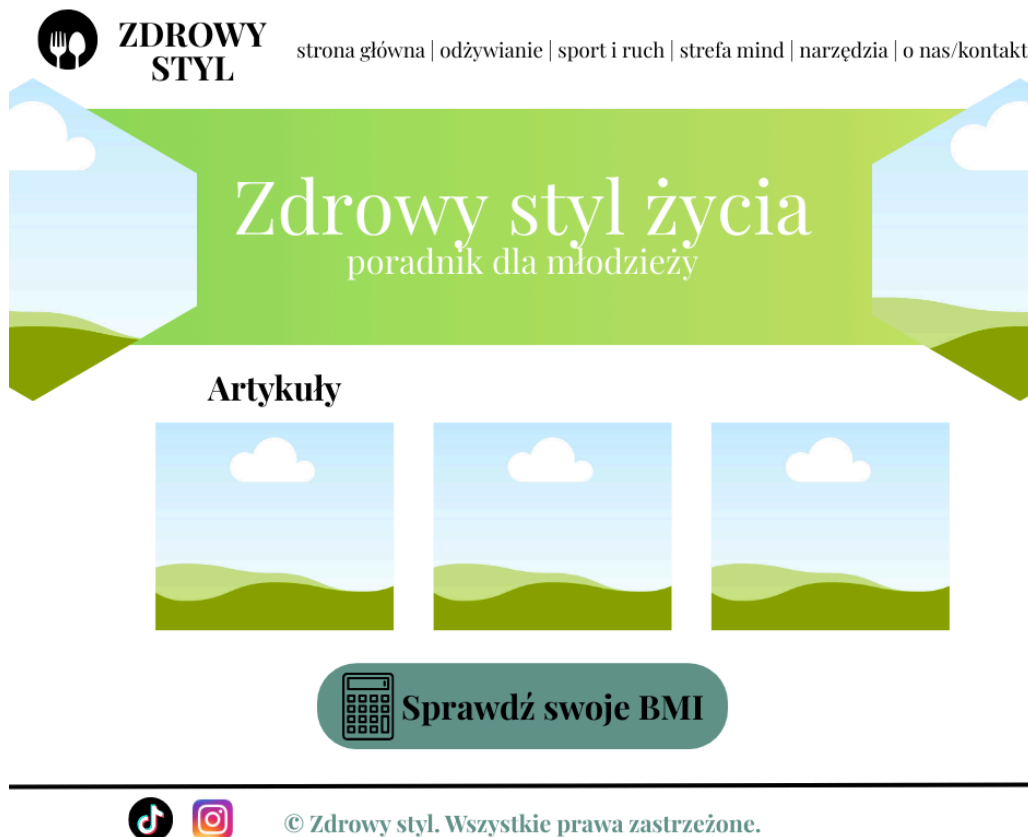 ZDROWY
STYL
strona główna | odżywianie | sport i ruch | strefa mind | narzędzia | o nas/kontakt
Zdrowy styl życia
poradnik dla młodzieży
Artykuły
Sprawdź swoje BMI
© Zdrowy styl. Wszystkie prawa zastrzeżone.